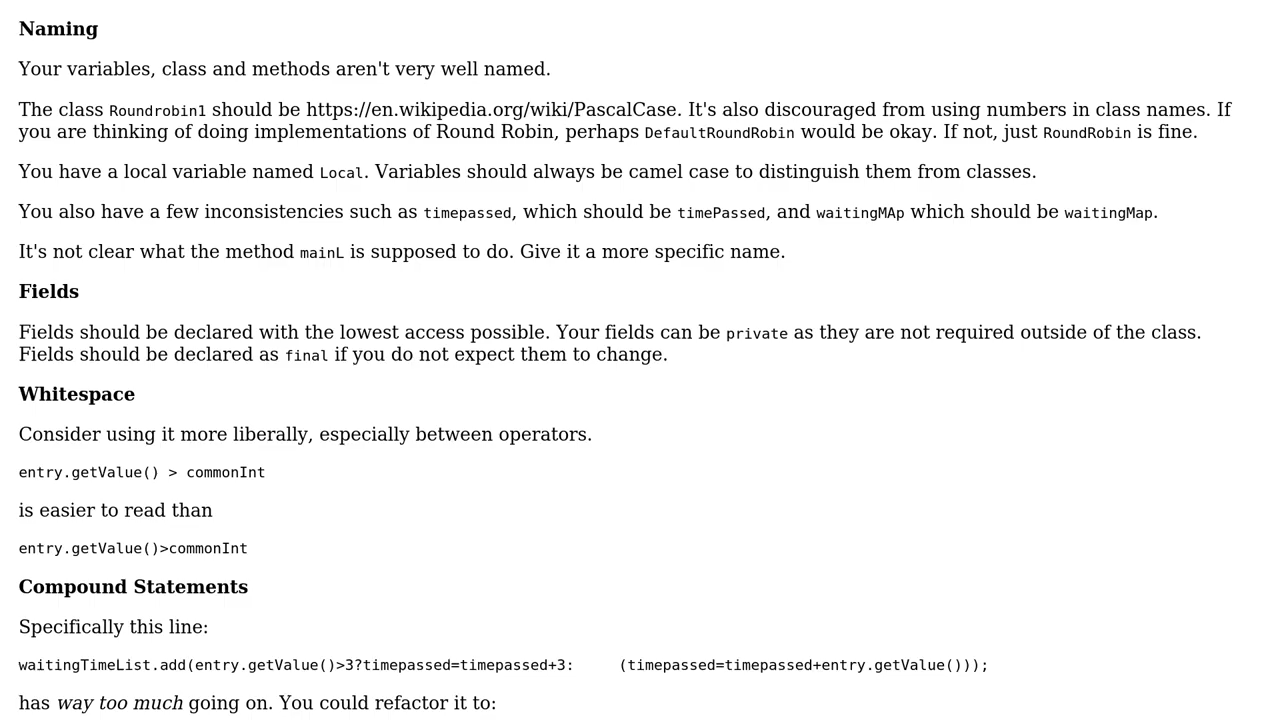 Naming
Your variables, class and methods aren't very well named.
The class Roundrobin1 should be https://en.wikipedia.org/wiki/PascalCase. It's also discouraged from using numbers in class names. If
you are thinking of doing implementations of Round Robin, perhaps DefaultRoundRobin would be okay. If not, just RoundRobin is fine.
You have a local variable named Local. Variables should always be camel case to distinguish them from classes.
You also have a few inconsistencies such as timepassed, which should be timePassed, and waitingMAp which should be waitingMap.
It's not clear what the method mainL is supposed to do. Give it a more specific name.
Fields
Fields should be declared with the lowest access possible. Your fields can be private as they are not required outside of the class.
Fields should be declared as final if you do not expect them to change.
Whitespace
Consider using it more liberally, especially between operators.
entry.getValue() > commonInt
is easier to read than
entry.getValue()>commonInt
Compound Statements
Specifically this line:
waitingTimeList.add(entry.getValue()>3?timepassed=timepassed+3:     (timepassed=timepassed+entry.getValue()));
has way too much going on. You could refactor it to: